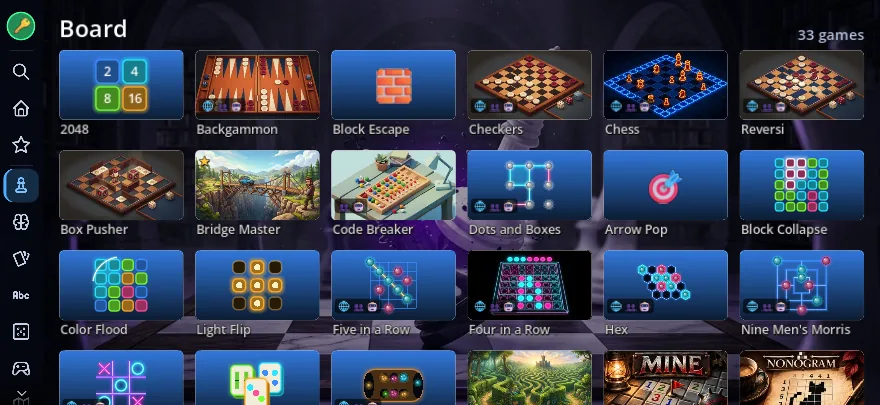 Board
33 games
2 4
8 16
2048
Backgammon
Block Escape
Checkers
Chess
Reversi
Box Pusher
Bridge Master
Code Breaker
Dots and Boxes
Arrow Pop
Block Collapse
Abc
Color Flood
Light Flip
Five in a Row
Four in a Row
Hex
Nine Men's Morris
MINE
NONOGRAM